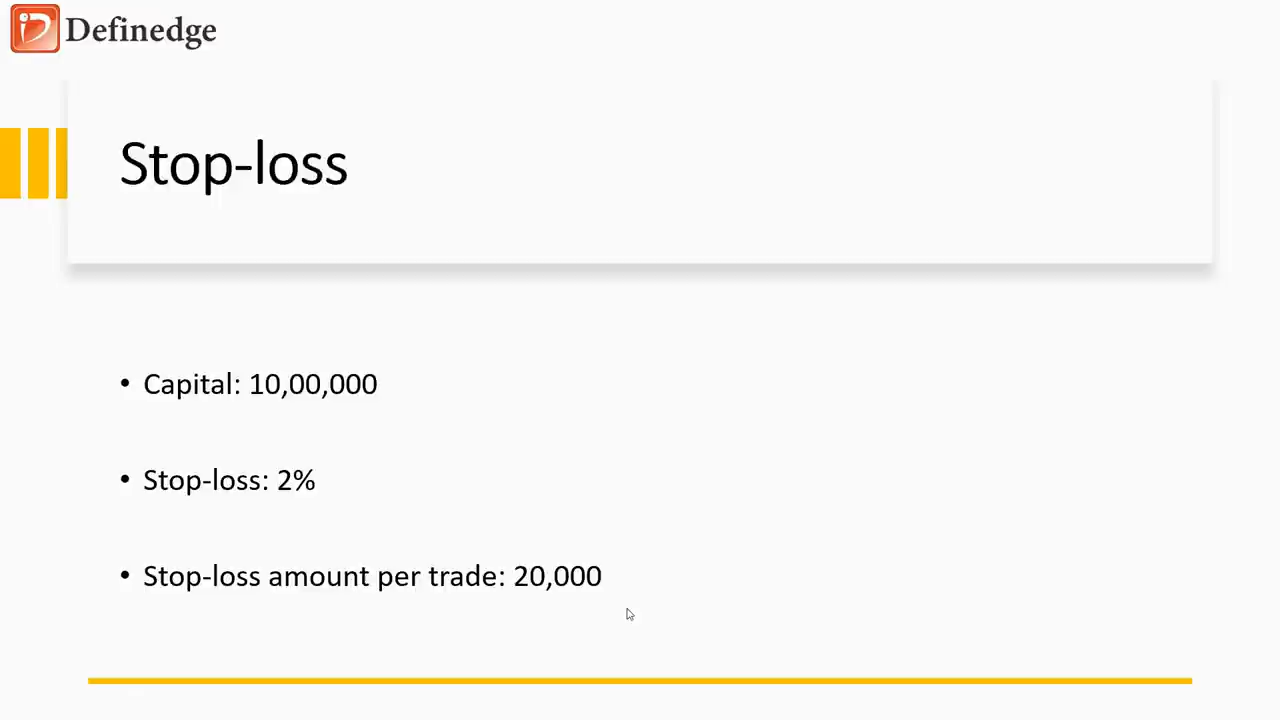 Definedge
Stop-loss
• Capital: 10,00,000
• Stop-loss: 2%
• Stop-loss amount per trade: 20,000